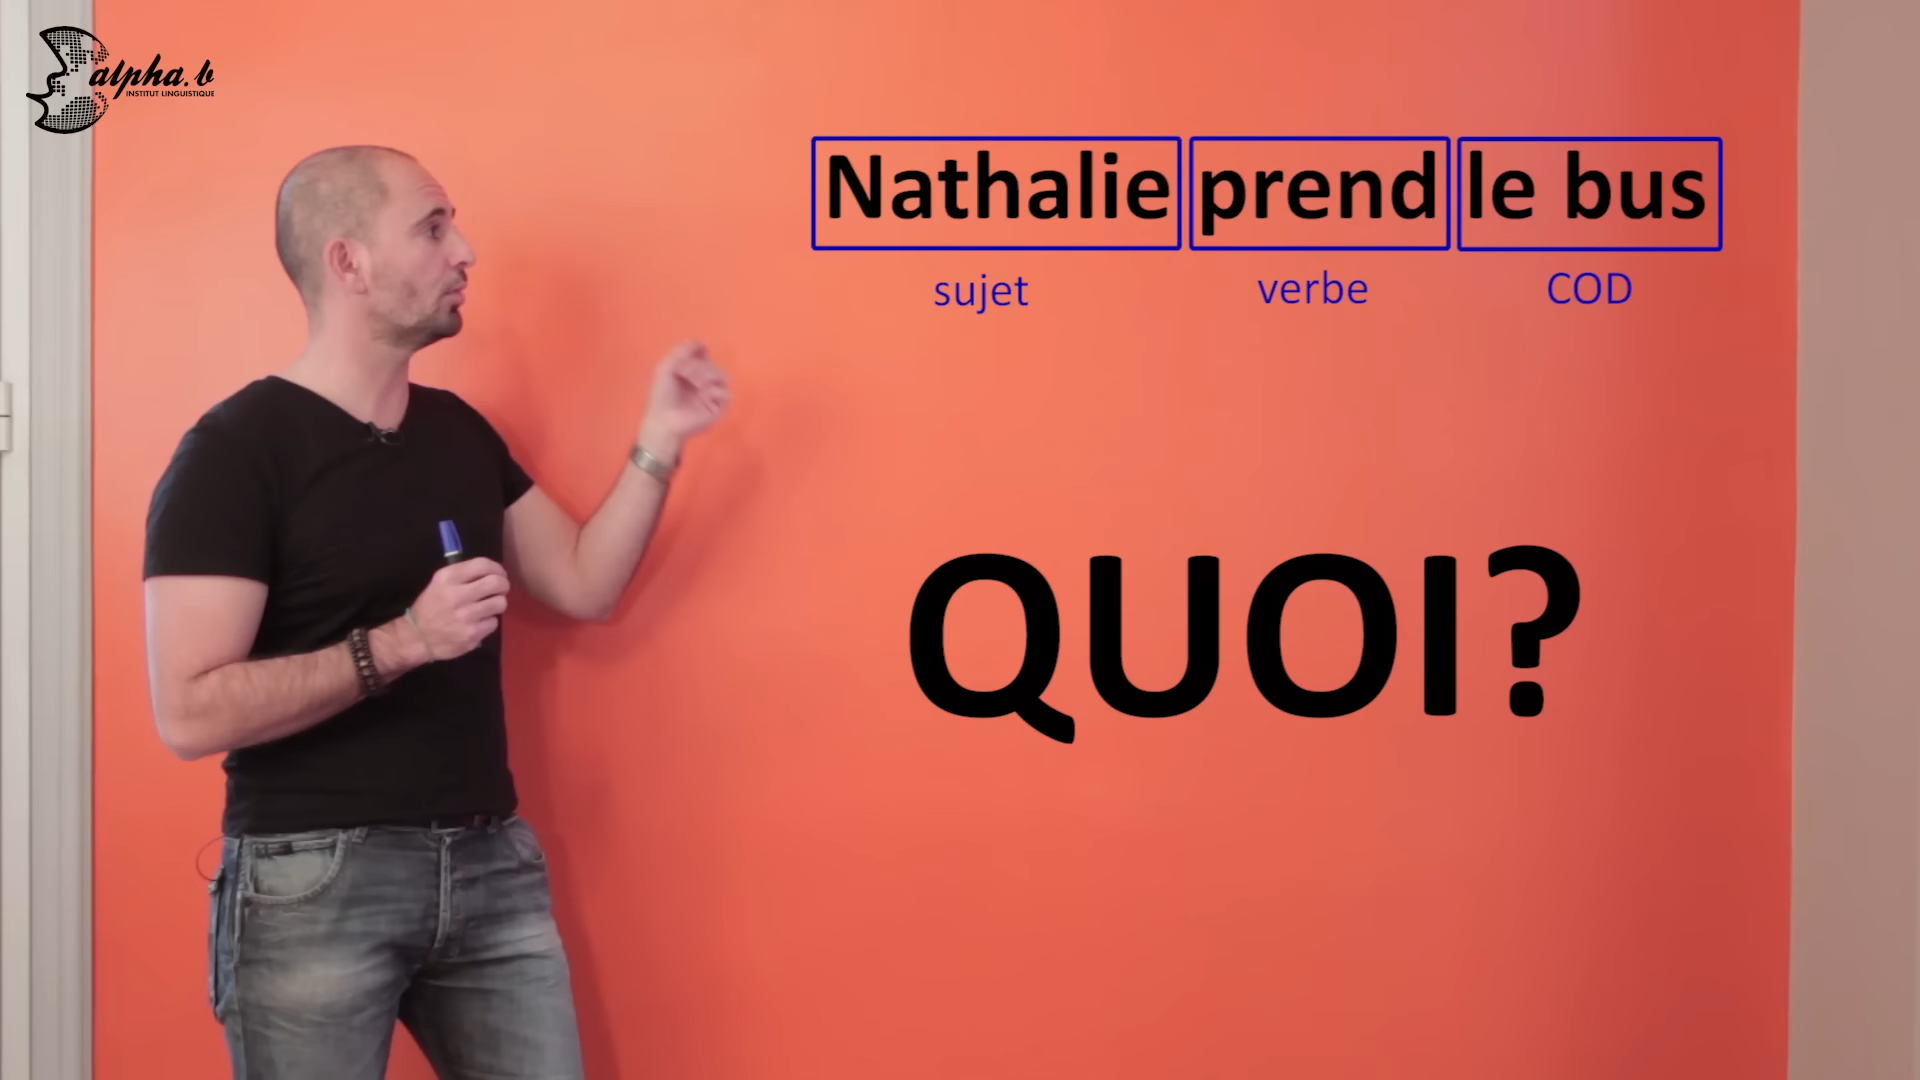 alpha.b
INSTITUT LINGUISTIQUE
Nathalie prend le bus
sujet verbe COD
QUOI?